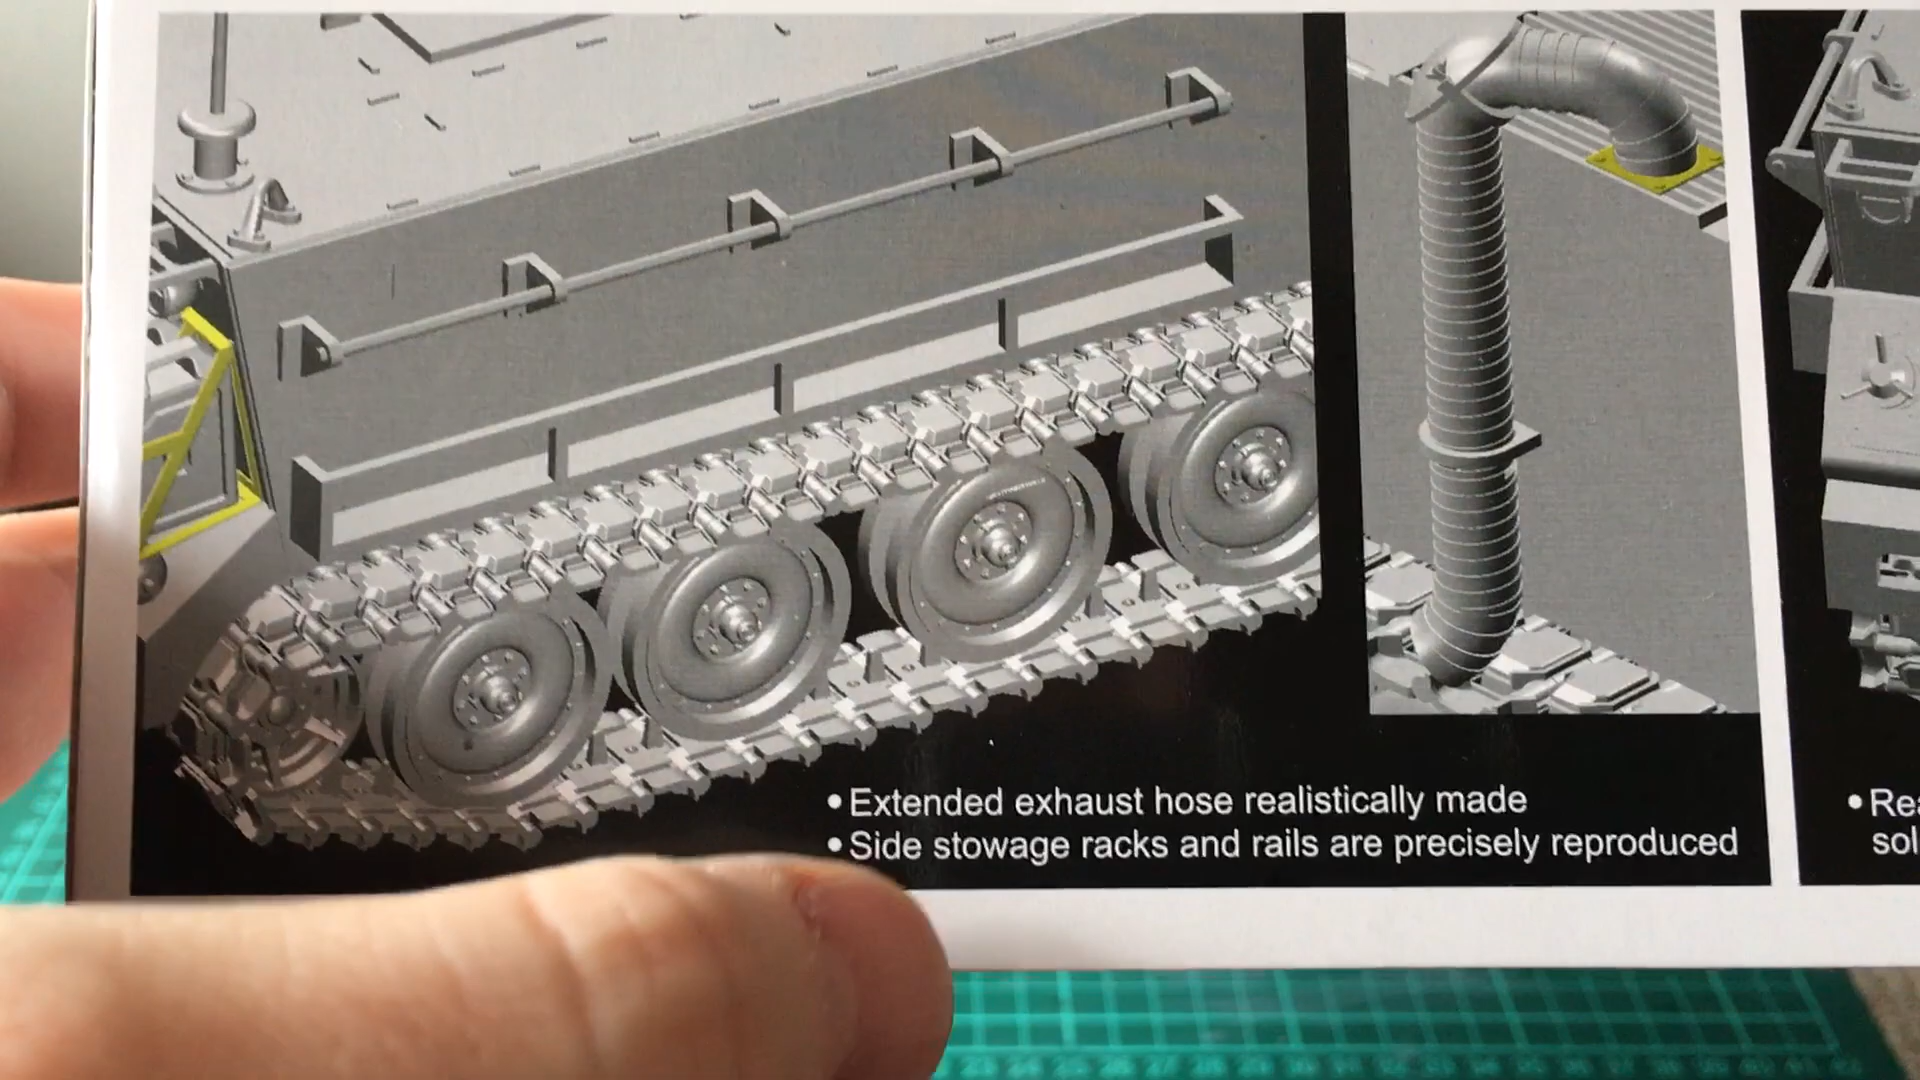 • Extended exhaust hose realistically made
• Side stowage racks and rails are precisely reproduced